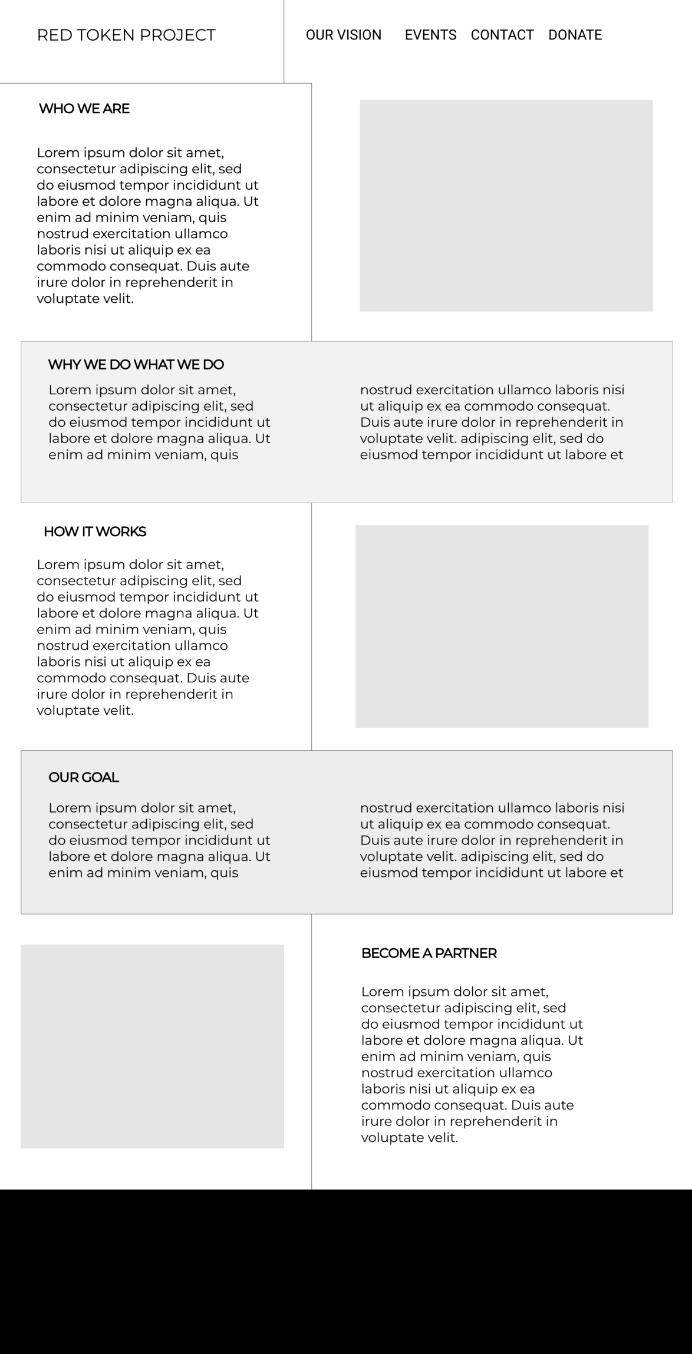 RED TOKEN PROJECT
OUR VISION EVENTS CONTACT DONATE
WHO WE ARE
Lorem ipsum dolor sit amet,
consectetur adipiscing elit, sed
do eiusmod tempor incididunt ut
labore et dolore magna aliqua. Ut
enim ad minim veniam, quis
nostrud exercitation ullamco
laboris nisi ut aliquip ex ea
commodo consequat. Duis aute
irure dolor in reprehenderit in
voluptate velit.
WHY WE DO WHAT WE DO
Lorem ipsum dolor sit amet,
consectetur adipiscing elit, sed
do eiusmod tempor incididunt ut
labore et dolore magna aliqua. Ut
enim ad minim veniam, quis
nostrud exercitation ullamco laboris nisi
ut aliquip ex ea commodo consequat.
Duis aute irure dolor in reprehenderit in
voluptate velit. adipiscing elit, sed do
eiusmod tempor incididunt ut labore et
HOW IT WORKS
Lorem ipsum dolor sit amet,
consectetur adipiscing elit, sed
do eiusmod tempor incididunt ut
labore et dolore magna aliqua. Ut
enim ad minim veniam, quis
nostrud exercitation ullamco
laboris nisi ut aliquip ex ea
commodo consequat. Duis aute
irure dolor in reprehenderit in
voluptate velit.
OUR GOAL
Lorem ipsum dolor sit amet,
consectetur adipiscing elit, sed
do eiusmod tempor incididunt ut
labore et dolore magna aliqua. Ut
enim ad minim veniam, quis
nostrud exercitation ullamco laboris nisi
ut aliquip ex ea commodo consequat.
Duis aute irure dolor in reprehenderit in
voluptate velit. adipiscing elit, sed do
eiusmod tempor incididunt ut labore et
BECOME A PARTNER
Lorem ipsum dolor sit amet,
consectetur adipiscing elit, sed
do eiusmod tempor incididunt ut
labore et dolore magna aliqua. Ut
enim ad minim veniam, quis
nostrud exercitation ullamco
laboris nisi ut aliquip ex ea
commodo consequat. Duis aute
irure dolor in reprehenderit in
voluptate velit.